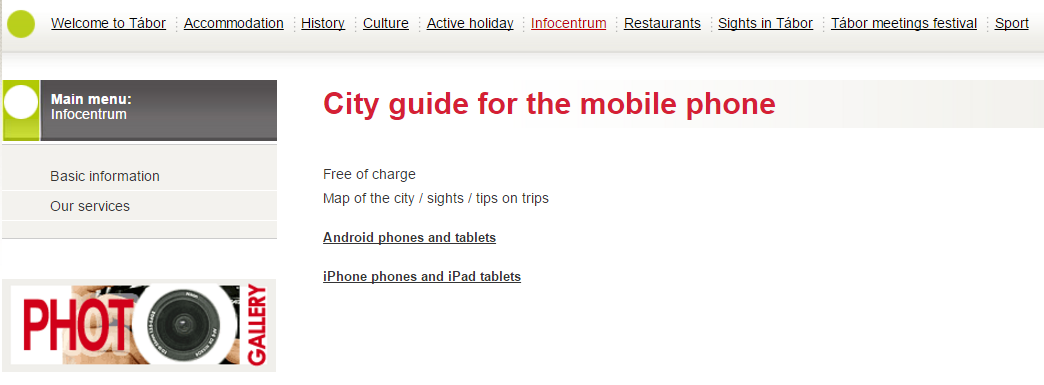 Welcome to Tábor Accommodation History Culture Active holiday Infocentrum Restaurants Sights in Tábor Tábor meetings festival Sport
Main menu:
Infocentrum
Basic information
Our services
PHOT
GALLERY
City guide for the mobile phone
Free of charge
Map of the city / sights / tips on trips
Android phones and tablets
iPhone phones and iPad tablets